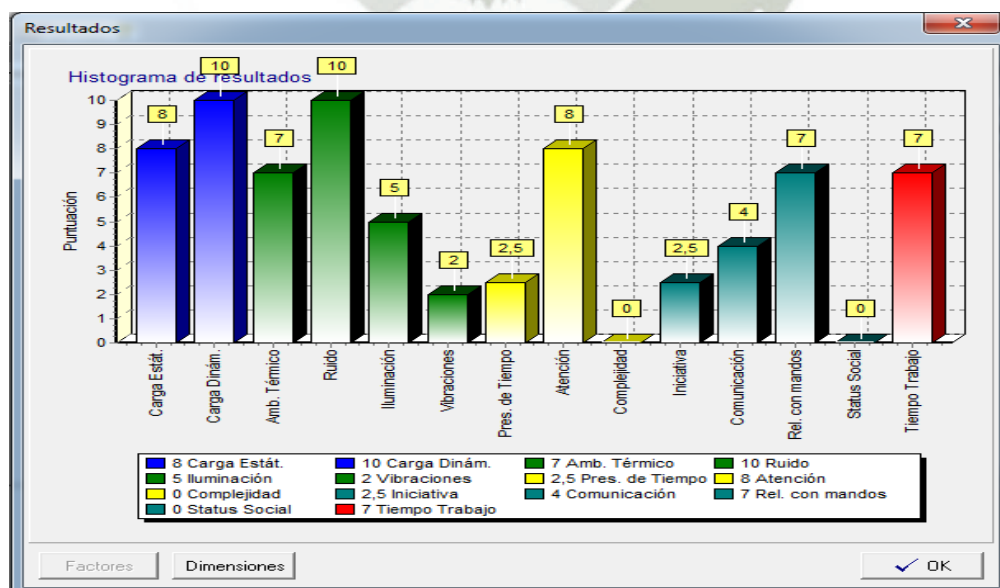 Resultados
Histograma de resultados
Puntuación
10
9
8
7
6
5
4
3
2
1
0
8
10
7
10
5
2
2,5
8
0
2,5
4
7
0
7
Carga Estát.
Carga Dinám.
Amb. Térmico
Ruido
Iluminación
Vibraciones
Pres. de Tiempo
Atención
Complejidad
Iniciativa
Comunicación
Rel. con mandos
Status Social
Tiempo Trabajo
8 Carga Estát. 10 Carga Dinám. 7 Amb. Térmico 10 Ruido
5 Iluminación 2 Vibraciones 2,5 Pres. de Tiempo 8 Atención
0 Complejidad 2,5 Iniciativa 4 Comunicación 7 Rel. con mandos
0 Status Social 7 Tiempo Trabajo
Factores Dimensiones OK